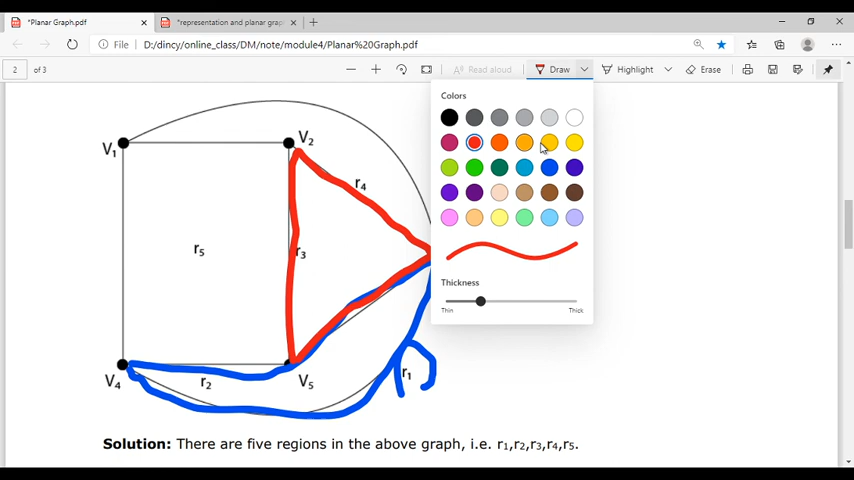 *Planar Graph.pdf
*representation and planar grap
File D:/dincy/online_class/DM/note/module4/Planar%20Graph.pdf
2 of 3
Read aloud
Draw
Highlight
Erase
Colors
Thickness
Thin
Thick
V1
V2
r4
r5
r3
V4
r2
V5
r1
Solution: There are five regions in the above graph, i.e. r1,r2,r3,r4,r5.